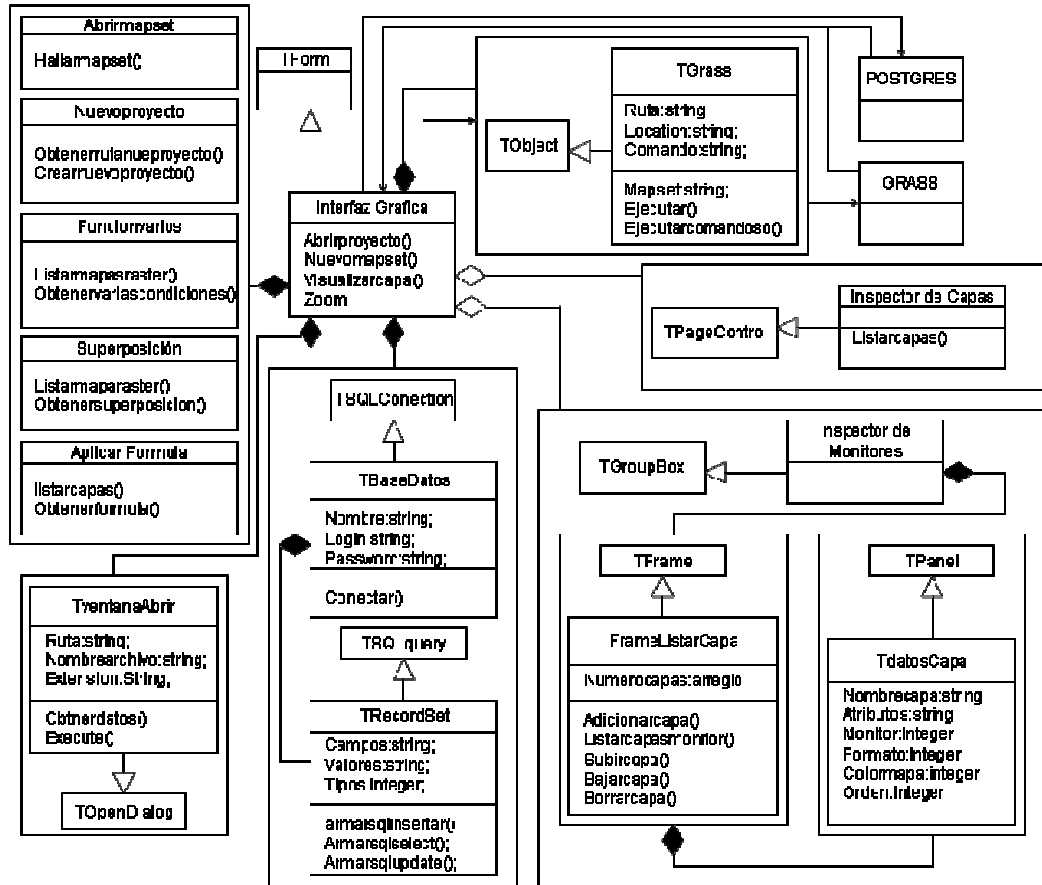 Abrirmapset
Hallarmapset();
Nuevoproyecto
Obtenerrutanueproyecto()
Crearnuevoproyecto()
Funcionvarios
Listarmapasraster()
Obtenervariascondiciones()
Superposición
Listarmaparaster()
Obtenersuperposicion()
Aplicar Formula
listarcapas()
Obtenerformula()
TForm
Interfaz Grafica
Abrirproyecto()
Nuevomapset()
Visualizarcapa()
Zoom
TObject
TGrass
Ruta:string
Location:string;
Comando:string;
Mapset:string;
Ejecutar()
Ejecutarcomandoso()
POSTGRES
GRASS
TPageContro
Inspector de Capas
Listarcapas()
TGroupBox
nspector de
Monitores
TFrame
FrameListarCapa
Numerocapas:arreglo
Adicionarcapa()
Listarcapasmonitor()
Subircapa()
Bajarcapa()
Borrarcapa()
TPanel
TdatosCapa
Nombrecapa:string
Atributos:string
Monitor:Integer
Formato:Integer
Colormapa:integer
Orden:Integer
TSQLConection
TBaseDatos
Nombre:string;
Login:string;
Password:string;
Conectar()
query
TRecordSet
Campos:string;
Valores:string;
Tipos:Integer;
armarsqlinsertar(
Armarsqlselect();
Armarsqlupdate();
TventanaAbrir
Ruta:string;
Nombrearchivo:string;
Extension:String;
Obtnerdatos()
Execute(
TOpenDialog